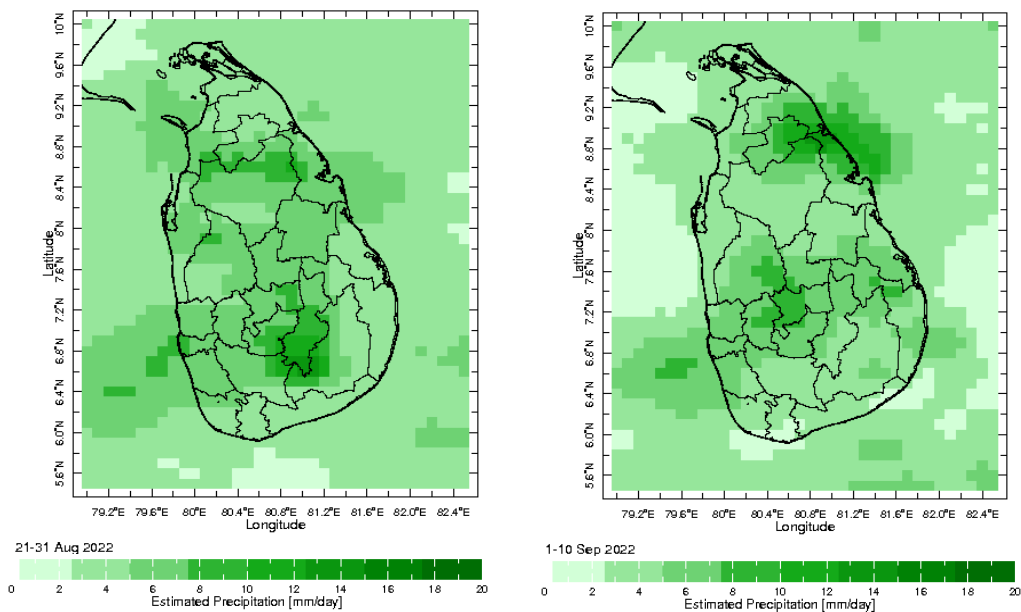 10°N
9.6°N
9.2°N
8.8°N
8.4°N
8°N
7.6°N
7.2°N
6.8°N
6.4°N
6.0°N
5.6°N
Latitude
79.2°E 79.6°E 80°E 80.4°E 80.8°E 81.2°E 81.6°E 82.0°E 82.4°E
Longitude
21-31 Aug 2022
0 2 4 6 8 10 12 14 16 18 20
Estimated Precipitation [mm/day]
10°N
9.6°N
9.2°N
8.8°N
8.4°N
8°N
7.6°N
7.2°N
6.8°N
6.4°N
6.0°N
5.6°N
Latitude
79.2°E 79.6°E 80°E 80.4°E 80.8°E 81.2°E 81.6°E 82.0°E 82.4°E
Longitude
1-10 Sep 2022
0 2 4 6 8 10 12 14 16 18 20
Estimated Precipitation [mm/day]